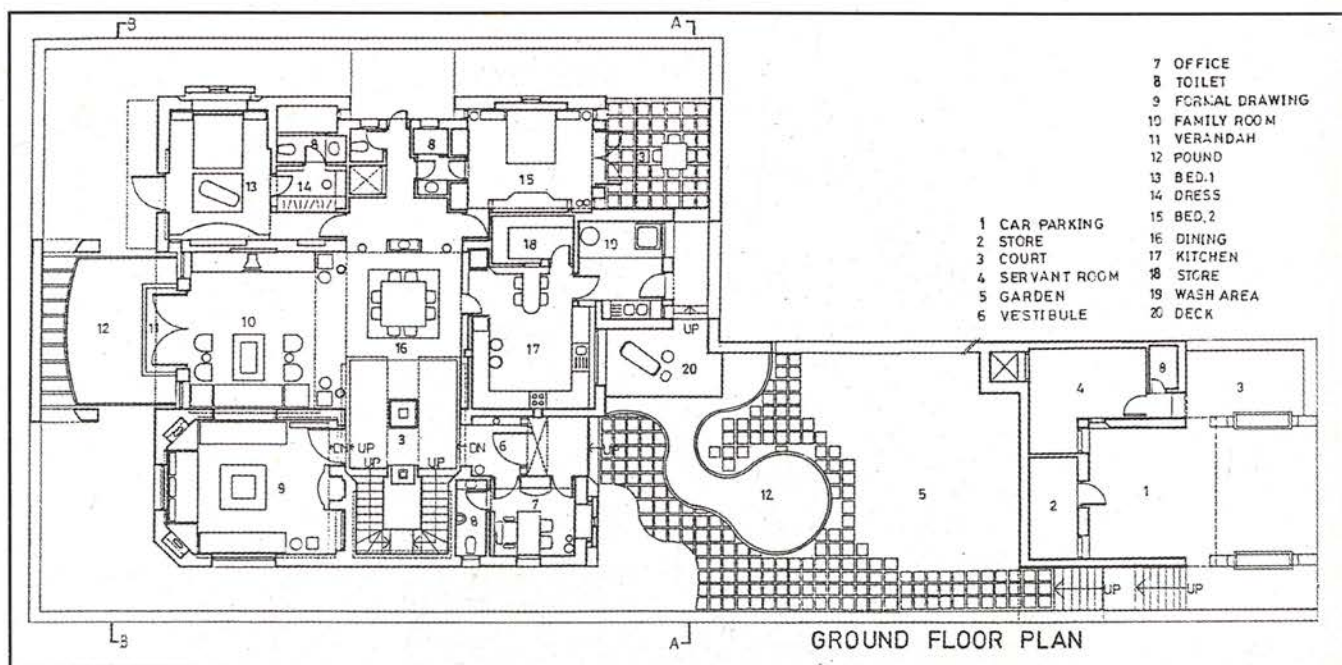 B A
7 OFFICE
8 TOILET
9 FORMAL DRAWING
10 FAMILY ROOM
11 VERANDAH
12 POUND
13 BED.1
14 DRESS
15 BED.2
16 DINING
17 KITCHEN
18 STORE
19 WASH AREA
20 DECK
1 CAR PARKING
2 STORE
3 COURT
4 SERVANT ROOM
5 GARDEN
6 VESTIBULE
8 8
13 14 15 3
18 19
12 11 10 16 17
UP
20 4 8 3
3 6
DN UP DN UP
UP UP
9 8 7 12 5 2 1
UP UP
B A
GROUND FLOOR PLAN